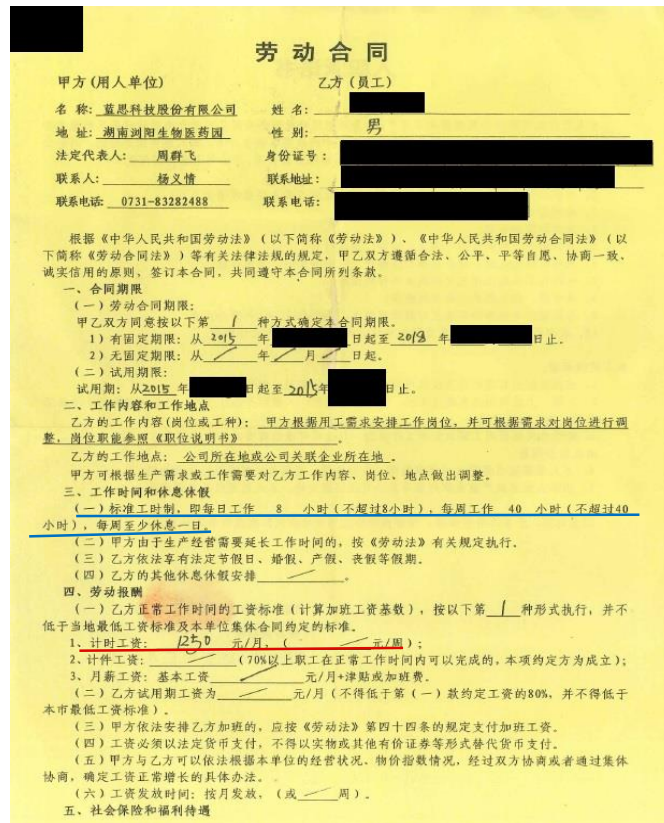 劳动合同
甲方(用人单位) 乙方(员工)
名 称: 蓝思科技股份有限公司 姓 名:
地 址: 湖南浏阳生物医药园 性 别: 男
法定代表人: 周群飞 身份证号:
联系人: 杨义情 联系地址:
联系电话: 0731-83282488 联系电话:
根据《中华人民共和国劳动法》(以下简称《劳动法》)、《中华人民共和国劳动合同法》(以
下简称《劳动合同法》)等有关法律法规的规定,甲乙双方遵循合法、公平、平等自愿、协商一致、
诚实信用的原则,签订本合同,共同遵守本合同所列条款。
一、合同期限
(一)劳动合同期限:
甲乙双方同意按以下第 1 种方式确定本合同期限。
1)有固定期限:从 2015 年 日起至 2018 年 日止。
2)无固定期限:从 / 年 / 月 / 日起。
(二)试用期限:
试用期:从2015 年 日起至 2015年 日止。
二、工作内容和工作地点
乙方的工作内容(岗位或工种): 甲方根据用工需求安排工作岗位,并可根据需求对岗位进行调
整,岗位职能参照《职位说明书》 。
乙方的工作地点: 公司所在地或公司关联企业所在地 。
甲方可根据生产需求或工作需要对乙方工作内容、岗位、地点做出调整。
三、工作时间和休息休假
(一)标准工时制,即每日工作 8 小时(不超过8小时),每周工作 40 小时(不超过40
小时),每周至少休息一日。
(二)甲方由于生产经营需要延长工作时间的,按《劳动法》有关规定执行。
(三)乙方依法享有法定节假日、婚假、产假、丧假等假期。
(四)乙方的其他休息休假安排 / 。
四、劳动报酬
(一)乙方正常工作时间的工资标准(计算加班工资基数),按以下第 1 种形式执行,并不
低于当地最低工资标准及本单位集体合同约定的标准。
1、计时工资: 1250 元/月,( / 元/周);
2、计件工资: / (70%以上职工在正常工作时间内可以完成的,本项约定方为成立);
3、月薪工资:基本工资 / 元/月+津贴或加班费。
(二)乙方试用期工资为 / 元/月(不得低于第(一)款约定工资的80%,并不得低于
本市最低工资标准)。
(三)甲方依法安排乙方加班的,应按《劳动法》第四十四条的规定支付加班工资。
(四)工资必须以法定货币支付,不得以实物或其他有价证券等形式替代货币支付。
(五)甲方与乙方可以依法根据本单位的经营状况、物价指数情况,经过双方协商或者通过集体
协商,确定工资正常增长的具体办法。
(六)工资发放时间:按月发放,(或 / 周)。
五、社会保险和福利待遇